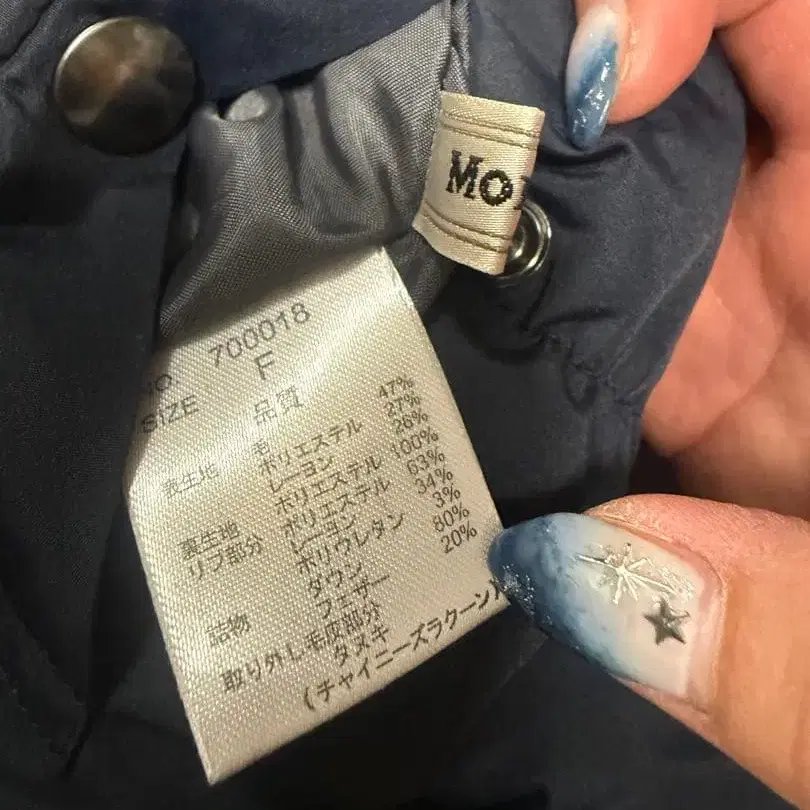 Mo
NO. 700018
SIZE F
品質
表生地 毛 47%
ポリエステル 27%
レーヨン 26%
裏生地 ポリエステル 100%
リブ部分 ポリエステル 63%
レーヨン 34%
ポリウレタン 3%
詰物 ダウン 80%
フェザー 20%
取り外し毛皮部分
タヌキ
(チャイニーズラクーン)